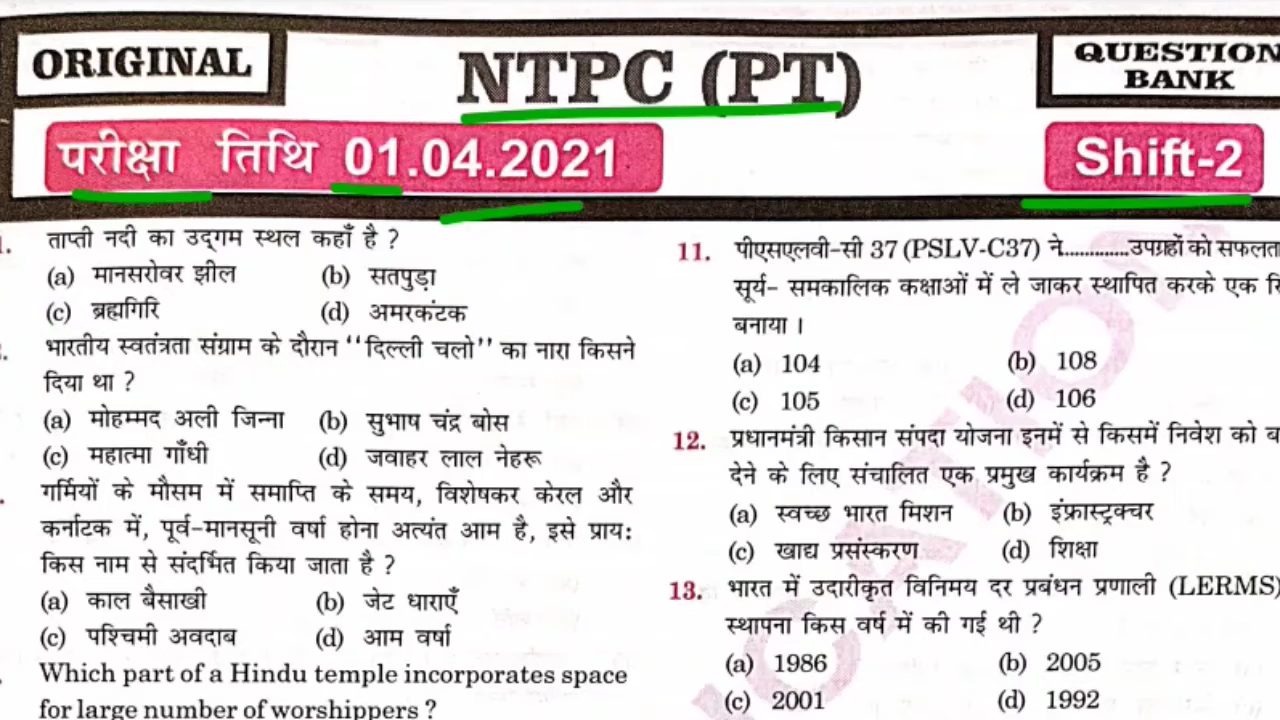 ORIGINAL
NTPC (PT)
QUESTION
BANK
परीक्षा तिथि 01.04.2021
Shift-2
ताप्ती नदी का उद्गम स्थल कहाँ है ?
(a) मानसरोवर झील (b) सतपुड़ा
(c) ब्रह्मगिरि (d) अमरकंटक
भारतीय स्वतंत्रता संग्राम के दौरान ‘‘दिल्ली चलो’’ का नारा किसने
दिया था ?
(a) मोहम्मद अली जिन्ना (b) सुभाष चंद्र बोस
(c) महात्मा गाँधी (d) जवाहर लाल नेहरू
गर्मियों के मौसम में समाप्ति के समय, विशेषकर केरल और
कर्नाटक में, पूर्व-मानसूनी वर्षा होना अत्यंत आम है, इसे प्राय:
किस नाम से संदर्भित किया जाता है ?
(a) काल बैसाखी (b) जेट धाराएँ
(c) पश्चिमी अवदाब (d) आम वर्षा
Which part of a Hindu temple incorporates space
for large number of worshippers ?
11. पीएसएलवी-सी 37 (PSLV-C37) ने..............उपग्रहों को सफलता
सूर्य- समकालिक कक्षाओं में ले जाकर स्थापित करके एक
बनाया ।
(a) 104 (b) 108
(c) 105 (d) 106
12. प्रधानमंत्री किसान संपदा योजना इनमें से किसमें निवेश को
देने के लिए संचालित एक प्रमुख कार्यक्रम है ?
(a) स्वच्छ भारत मिशन (b) इंफ्रास्ट्रक्चर
(c) खाद्य प्रसंस्करण (d) शिक्षा
13. भारत में उदारीकृत विनिमय दर प्रबंधन प्रणाली (LERMS)
स्थापना किस वर्ष में की गई थी ?
(a) 1986 (b) 2005
(c) 2001 (d) 1992